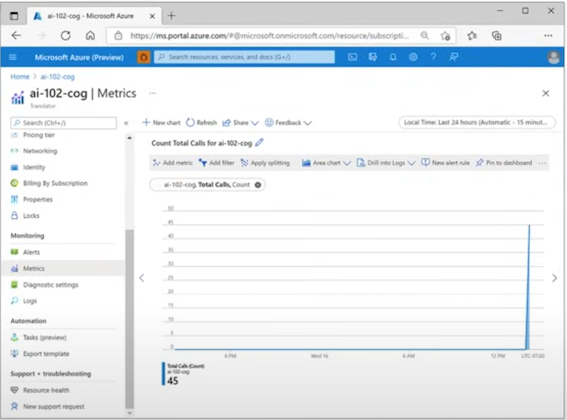 ai-102-cog - Microsoft Azure
https://ms.portal.azure.com/#@microsoft.onmicrosoft.com/resource/subscripti...
Microsoft Azure (Preview)
Search resources, services, and docs (G+/)
Home > ai-102-cog
ai-102-cog | Metrics ...
Translator
Search (Ctrl+/)
Pricing tier
Networking
Identity
Billing By Subscription
Properties
Locks
Monitoring
Alerts
Metrics
Diagnostic settings
Logs
Automation
Tasks (preview)
Export template
Support + troubleshooting
Resource health
New support request
New chart Refresh Share Feedback
Local Time: Last 24 hours (Automatic - 15 minut...
Count Total Calls for ai-102-cog
Add metric Add filter Apply splitting Area chart Drill into Logs New alert rule Pin to dashboard ...
ai-102-cog, Total Calls, Count
50
45
40
35
30
25
20
15
10
5
0
6 PM Wed 16 6 AM 12 PM UTC-07:00
Total Calls (Count)
ai-102-cog
45